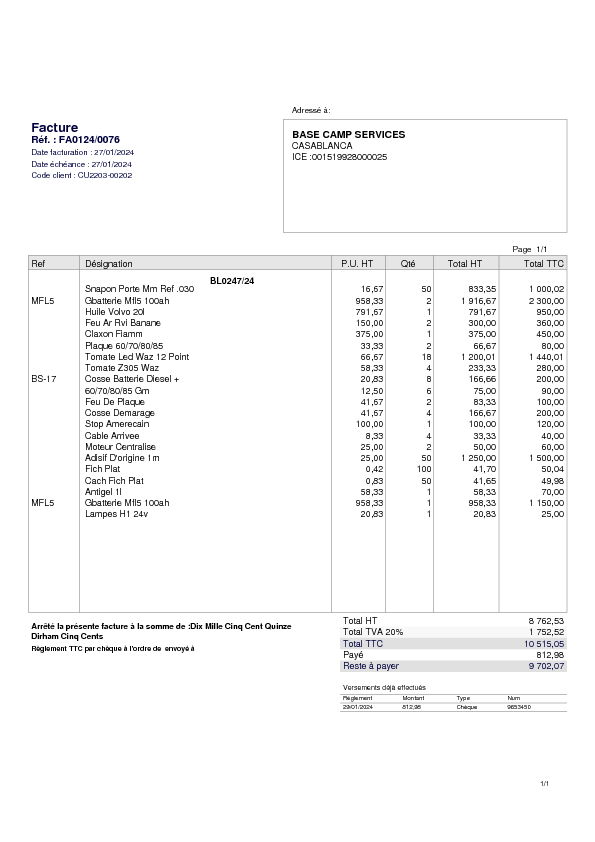 Adressé à:
Facture
Réf. : FA0124/0076
Date facturation : 27/01/2024
Date échéance : 27/01/2024
Code client : CU2203-00202
BASE CAMP SERVICES
CASABLANCA
ICE :001519928000025
Page 1/1
Ref Désignation P.U. HT Qté Total HT Total TTC
BL0247/24
Snapon Porte Mm Ref .030 16,67 50 833,35 1 000,02
MFL5 Gbatterie Mfl5 100ah 958,33 2 1 916,67 2 300,00
Huile Volvo 20l 791,67 1 791,67 950,00
Feu Ar Rvi Banane 150,00 2 300,00 360,00
Claxon Flamm 375,00 1 375,00 450,00
Plaque 60/70/80/85 33,33 2 66,67 80,00
Tomate Led Waz 12 Point 66,67 18 1 200,01 1 440,01
Tomate Z305 Waz 58,33 4 233,33 280,00
BS-17 Cosse Batterie Diesel + 20,83 8 166,66 200,00
60/70/80/85 Gm 12,50 6 75,00 90,00
Feu De Plaque 41,67 2 83,33 100,00
Cosse Demarage 41,67 4 166,67 200,00
Stop Amerecain 100,00 1 100,00 120,00
Cable Arrivee 8,33 4 33,33 40,00
Moteur Centralise 25,00 2 50,00 60,00
Adisif D'origine 1m 25,00 50 1 250,00 1 500,00
Fich Plat 0,42 100 41,70 50,04
Cach Fich Plat 0,83 50 41,65 49,98
Antigel 1l 58,33 1 58,33 70,00
MFL5 Gbatterie Mfl5 100ah 958,33 1 958,33 1 150,00
Lampes H1 24v 20,83 1 20,83 25,00
Arrêté la présente facture à la somme de :Dix Mille Cinq Cent Quinze
Dirham Cinq Cents
Règlement TTC par chèque à l'ordre de envoyé à
Total HT 8 762,53
Total TVA 20% 1 752,52
Total TTC 10 515,05
Payé 812,98
Reste à payer 9 702,07
Versements déjà effectués
Règlement Montant Type Num
29/01/2024 812,98 Chèque 9653450
1/1